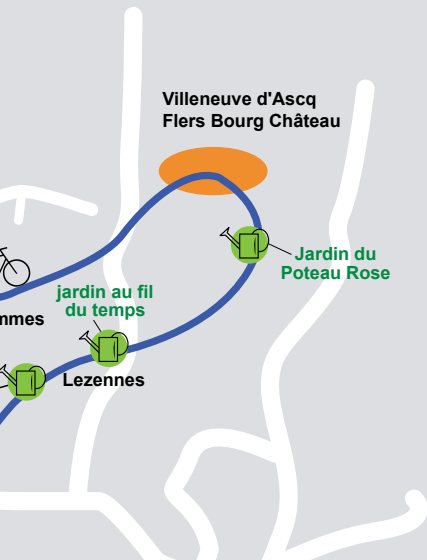 Villeneuve d'Ascq
Flers Bourg Château
Jardin du
Poteau Rose
jardin au fil
du temps
mmes
Lezennes